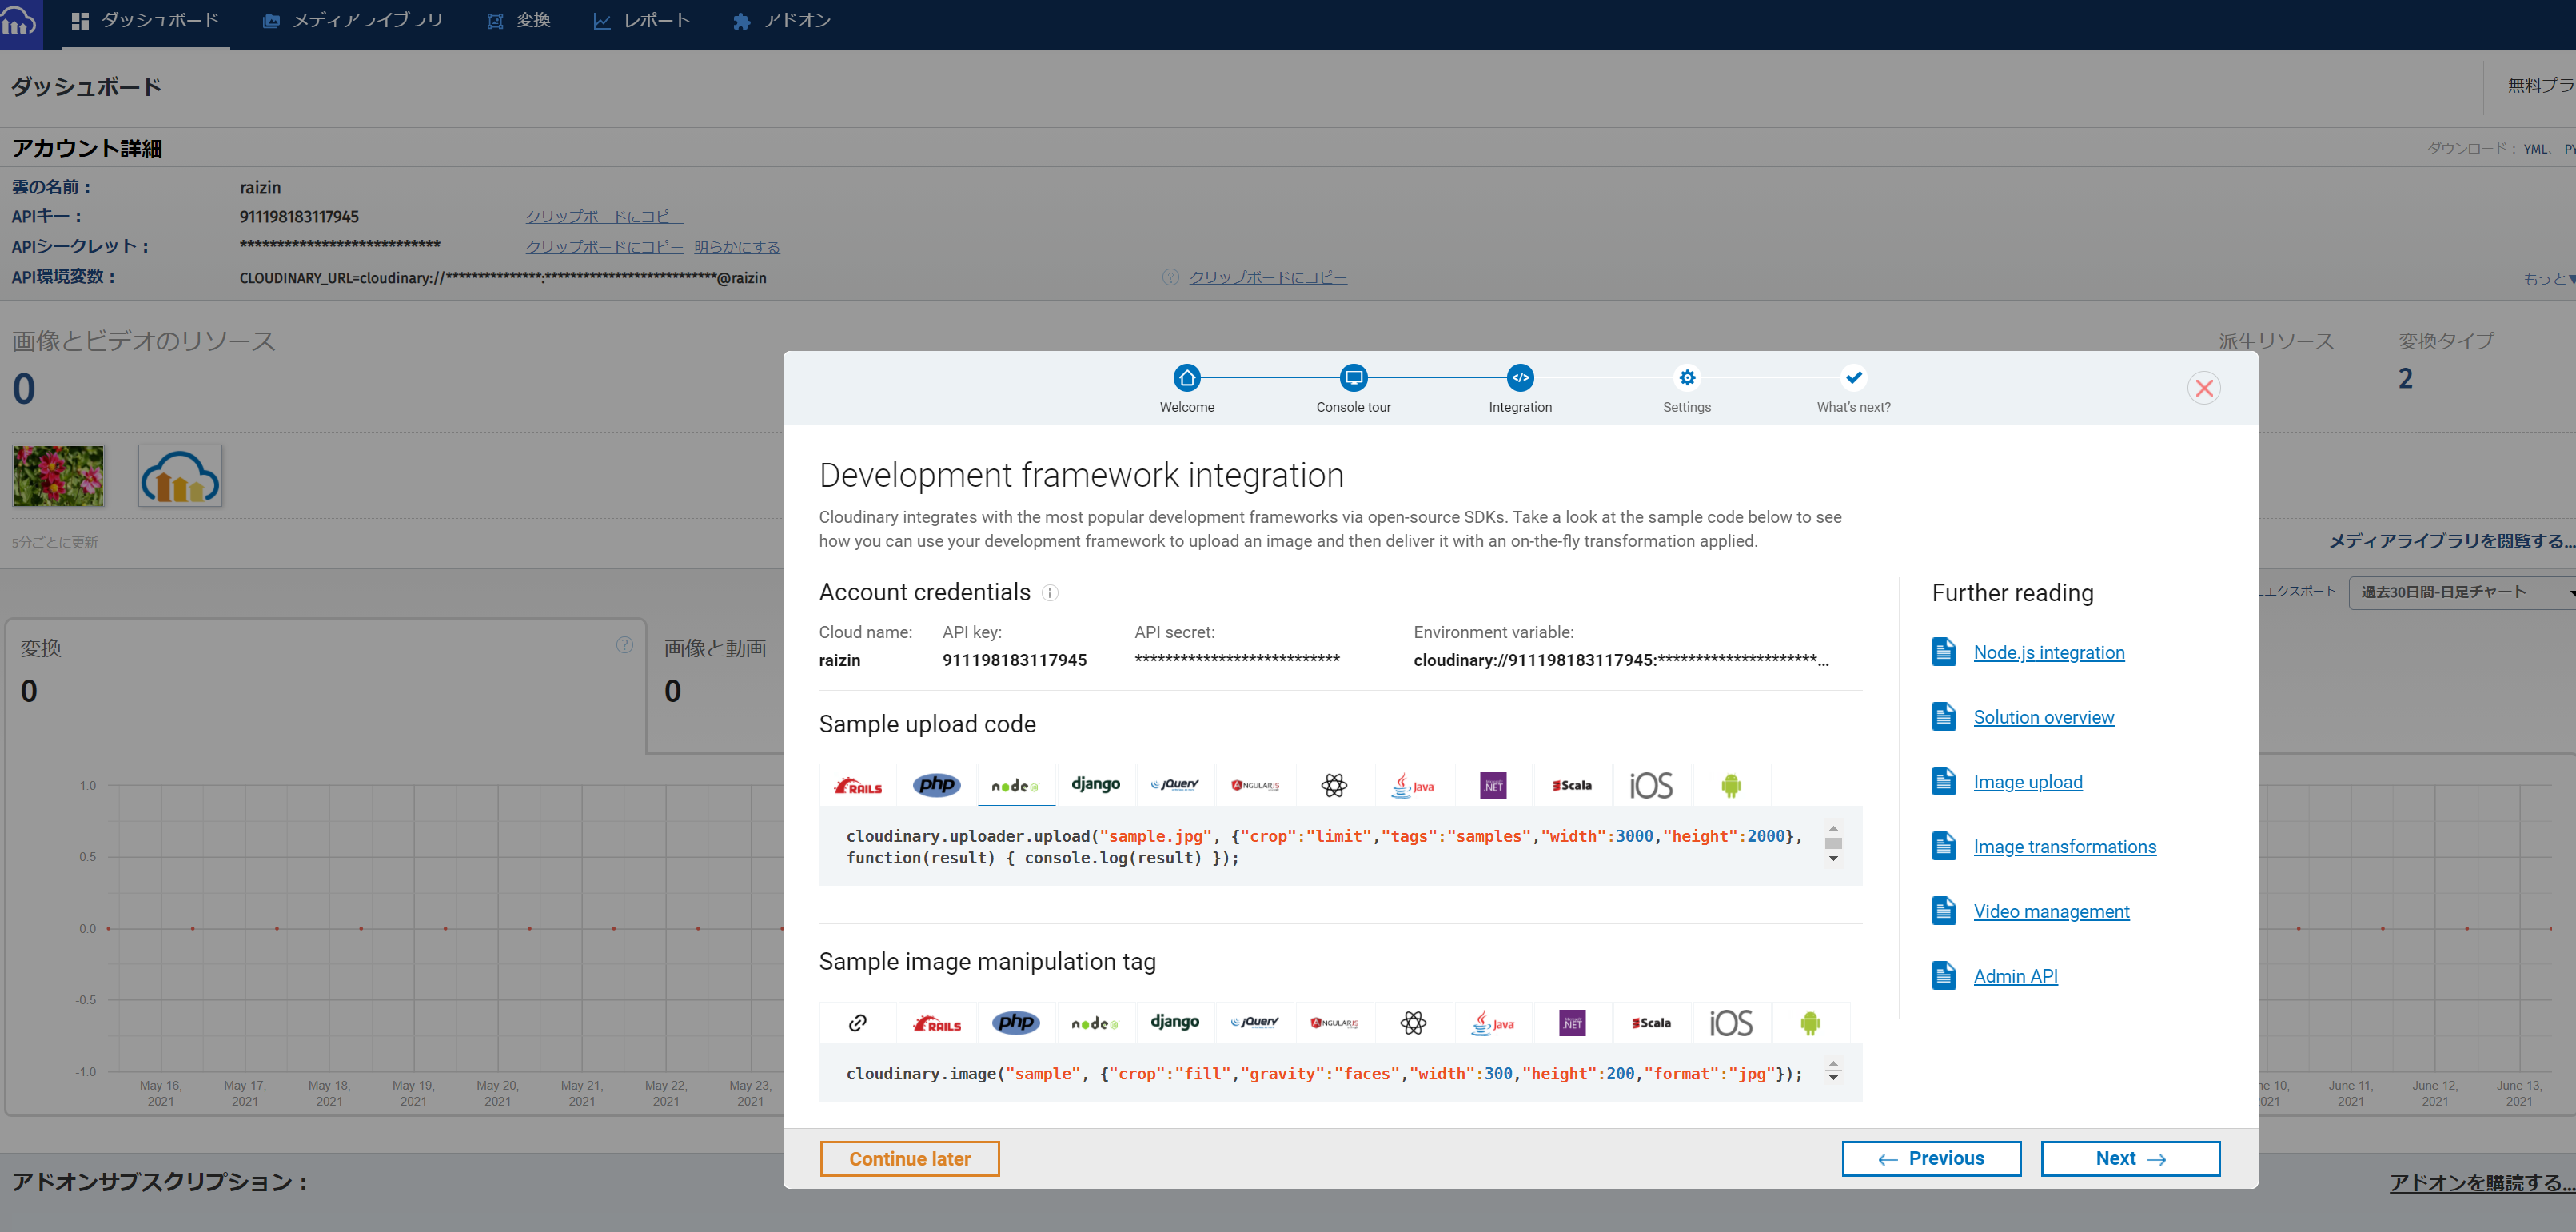 ダッシュボード メディアライブラリ 変換 レポート アドオン
ダッシュボード 無料プラ
アカウント詳細 ダウンロード： YML、 PY
雲の名前： raizin
APIキー： 911198183117945 クリップボードにコピー
APIシークレット： *************************** クリップボードにコピー 明らかにする
API環境変数： CLOUDINARY_URL=cloudinary://***************:***************************@raizin ? クリップボードにコピー もっと▼
画像とビデオのリソース 派生リソース 変換タイプ
0 2
5分ごとに更新 メディアライブラリを閲覧する...
にエクスポート 過去30日間-日足チャート
変換 ? 画像と動画
0 0
1.0
0.5
0.0
-0.5
-1.0
May 16, 2021 May 17, 2021 May 18, 2021 May 19, 2021 May 20, 2021 May 21, 2021 May 22, 2021 May 23, 2021
ne 10, 2021 June 11, 2021 June 12, 2021 June 13, 2021
アドオンサブスクリプション： アドオンを購読する...
Welcome Console tour Integration Settings What's next?
Development framework integration
Cloudinary integrates with the most popular development frameworks via open-source SDKs. Take a look at the sample code below to see
how you can use your development framework to upload an image and then deliver it with an on-the-fly transformation applied.
Account credentials i
Cloud name: API key: API secret: Environment variable:
raizin 911198183117945 *************************** cloudinary://911198183117945:*********************...
Sample upload code
RAILS php node django jQuery ANGULARJS Java .NET Scala iOS
cloudinary.uploader.upload("sample.jpg", {"crop":"limit","tags":"samples","width":3000,"height":2000},
function(result) { console.log(result) });
Sample image manipulation tag
RAILS php node django jQuery ANGULARJS Java .NET Scala iOS
cloudinary.image("sample", {"crop":"fill","gravity":"faces","width":300,"height":200,"format":"jpg"});
Further reading
Node.js integration
Solution overview
Image upload
Image transformations
Video management
Admin API
Continue later ← Previous Next →